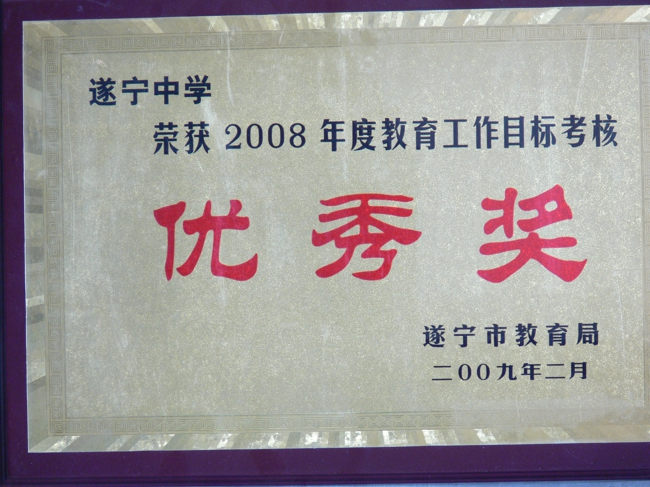 遂宁中学
荣获 2008 年度教育工作目标考核
优秀奖
遂宁市教育局
二00九年二月